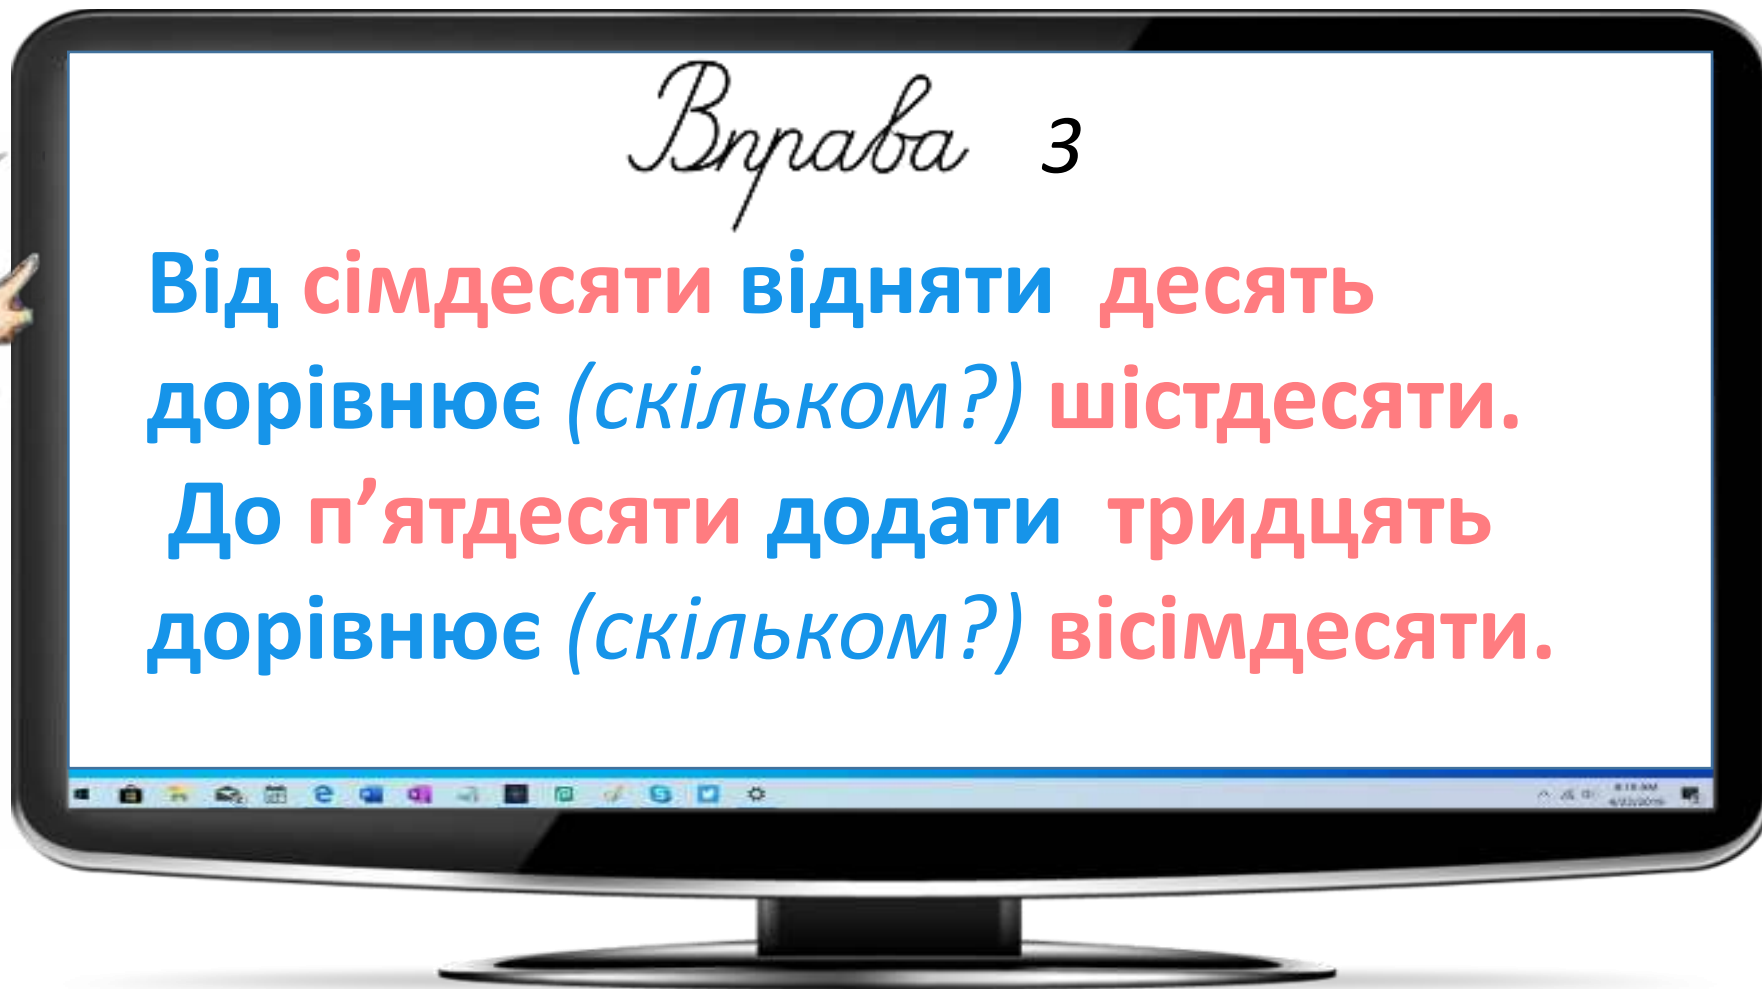 Вправа 3
Від сімдесяти відняти десять
дорівнює (скільком?) шістдесяти.
До п’ятдесяти додати тридцять
дорівнює (скільком?) вісімдесяти.